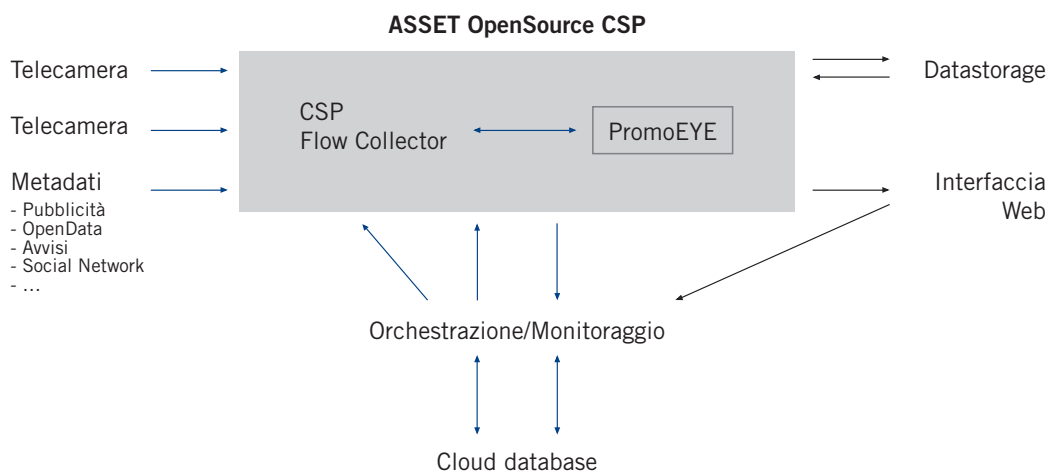 ASSET OpenSource CSP
Telecamera
Telecamera
Metadati
- Pubblicità
- OpenData
- Avvisi
- Social Network
- ...
CSP
Flow Collector
PromoEYE
Datastorage
Interfaccia
Web
Orchestrazione/Monitoraggio
Cloud database